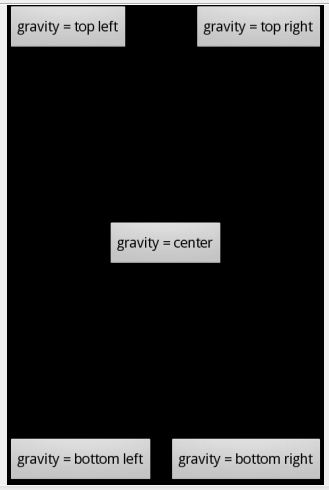 gravity = top left
gravity = top right
gravity = center
gravity = bottom left
gravity = bottom right